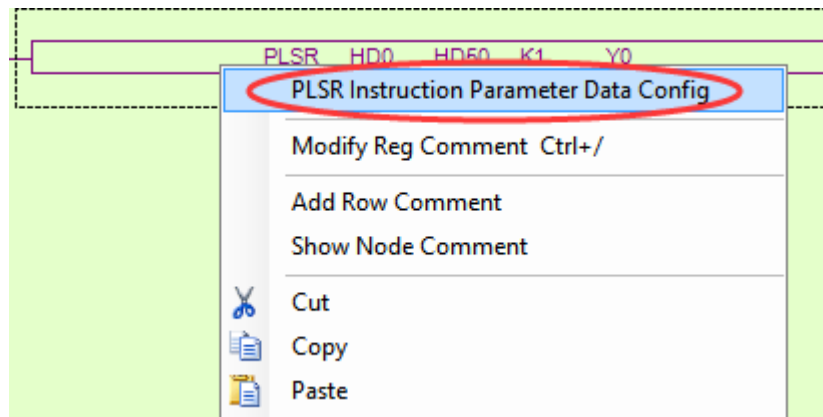 PLSR HD0 HD50 K1 Y0
PLSR Instruction Parameter Data Config
Modify Reg Comment Ctrl+/
Add Row Comment
Show Node Comment
Cut
Copy
Paste